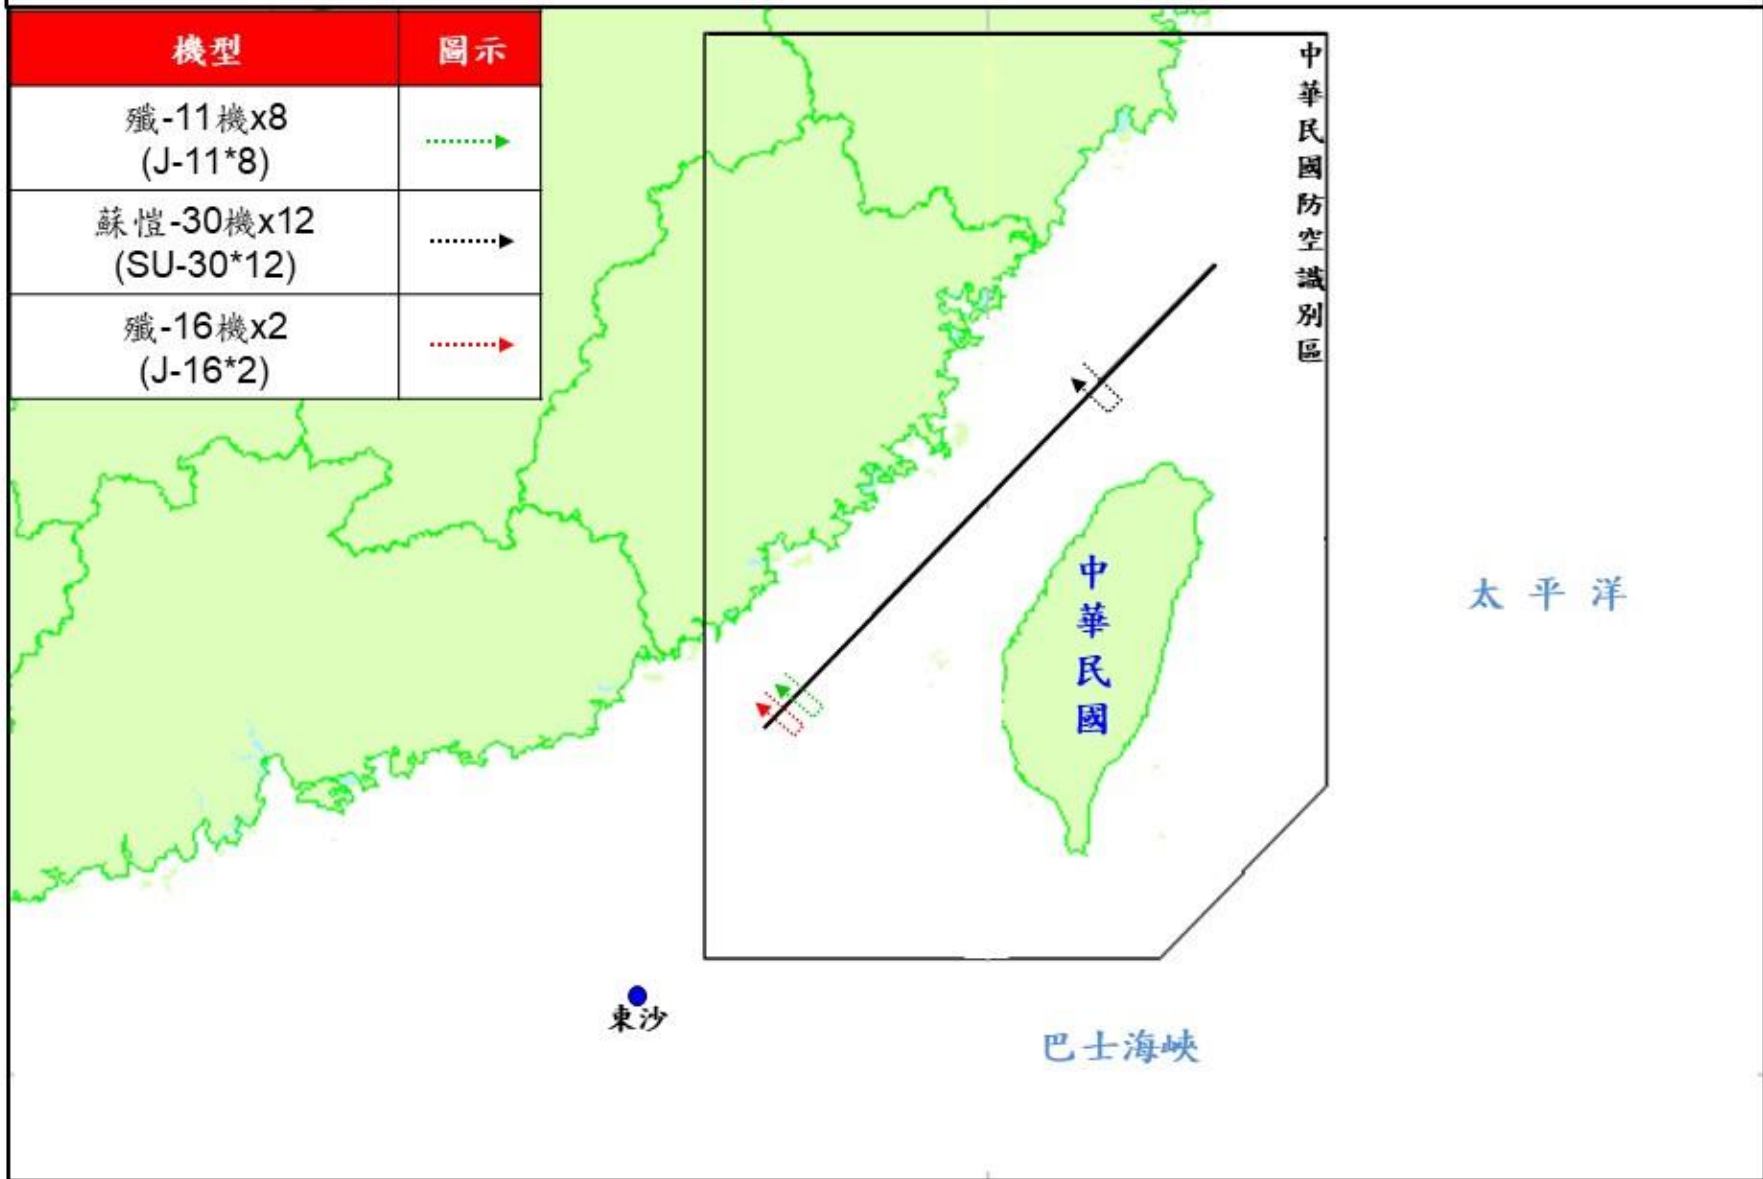 機型 圖示
殲-11機x8
(J-11*8)
蘇愷-30機x12
(SU-30*12)
殲-16機x2
(J-16*2)
中華民國防空識別區
中華民國
太平洋
東沙
巴士海峽